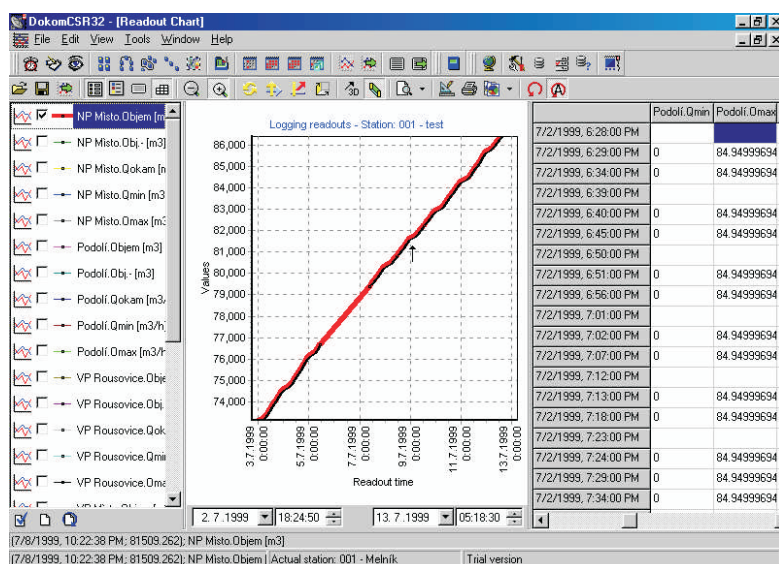 DokomCSR32 - [Readout Chart]
File Edit View Tools Window Help
NP Mìsto.Objem [m
NP Mìsto.Obj.- [m3]
NP Mìsto.Qokam [m
NP Mìsto.Qmin [m3
NP Mìsto.Qmax [m3
Podolí.Objem [m3]
Podolí.Obj.- [m3]
Podolí.Qokam [m3/
Podolí.Qmin [m3/h]
Podolí.Qmax [m3/h
VP Rousovice.Obje
VP Rousovice.Obj.
VP Rousovice.Qok
VP Rousovice.Qmi
VP Rousovice.Qma
Logging readouts - Station: 001 - test
Values
86,000
85,000
84,000
83,000
82,000
81,000
80,000
79,000
78,000
77,000
76,000
75,000
74,000
3.7.1999 0:00:00
5.7.1999 0:00:00
7.7.1999 0:00:00
9.7.1999 0:00:00
11.7.1999 0:00:00
13.7.1999 0:00:00
Readout time
2. 7 .1999 18:24:50 13. 7 .1999 05:18:30
Podolí.Qmin Podolí.Qmax
7/2/1999, 6:28:00 PM
7/2/1999, 6:29:00 PM 0 84.94999694
7/2/1999, 6:34:00 PM 0 84.94999694
7/2/1999, 6:39:00 PM
7/2/1999, 6:40:00 PM 0 84.94999694
7/2/1999, 6:45:00 PM 0 84.94999694
7/2/1999, 6:50:00 PM
7/2/1999, 6:51:00 PM 0 84.94999694
7/2/1999, 6:56:00 PM 0 84.94999694
7/2/1999, 7:01:00 PM
7/2/1999, 7:02:00 PM 0 84.94999694
7/2/1999, 7:07:00 PM 0 84.94999694
7/2/1999, 7:12:00 PM
7/2/1999, 7:13:00 PM 0 84.94999694
7/2/1999, 7:18:00 PM 0 84.94999694
7/2/1999, 7:23:00 PM
7/2/1999, 7:24:00 PM 0 84.94999694
7/2/1999, 7:29:00 PM 0 84.94999694
7/2/1999, 7:34:00 PM 0 84.94999694
(7/8/1999, 10:22:38 PM; 81509.262); NP Mìsto.Objem [m3]
(7/8/1999, 10:22:38 PM; 81509.262); NP Mìsto.Objem [ Actual station: 001 - Melník Trial version